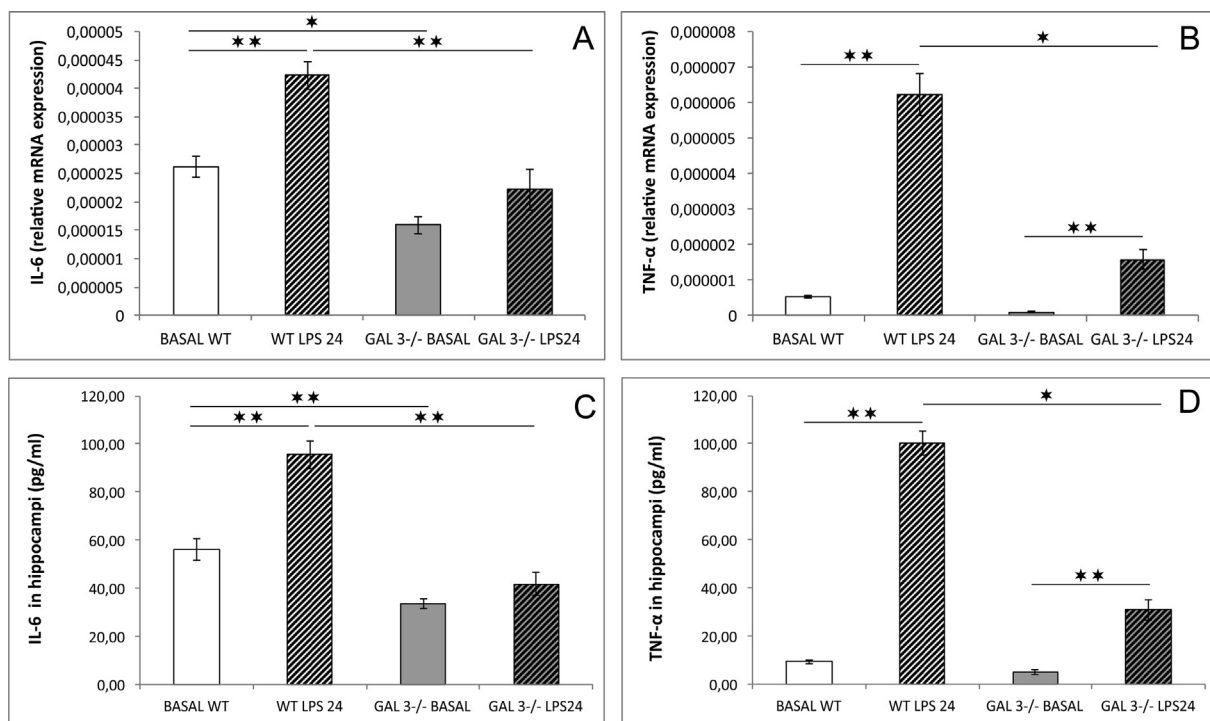 A
IL-6 (relative mRNA expression)
0,00005
0,000045
0,00004
0,000035
0,00003
0,000025
0,00002
0,000015
0,00001
0,000005
0
★
★★
★★
BASAL WT
WT LPS 24
GAL 3-/- BASAL
GAL 3-/- LPS24
B
TNF-α (relative mRNA expression)
0,000008
0,000007
0,000006
0,000005
0,000004
0,000003
0,000002
0,000001
0
★★
★
★★
BASAL WT
WT LPS 24
GAL 3-/- BASAL
GAL 3-/- LPS24
C
IL-6 in hippocampi (pg/ml)
120,00
100,00
80,00
60,00
40,00
20,00
0,00
★★
★★
★★
BASAL WT
WT LPS 24
GAL 3-/- BASAL
GAL 3-/- LPS24
D
TNF-α in hippocampi (pg/ml)
120,00
100,00
80,00
60,00
40,00
20,00
0,00
★★
★
★★
BASAL WT
WT LPS 24
GAL 3-/- BASAL
GAL 3-/- LPS24